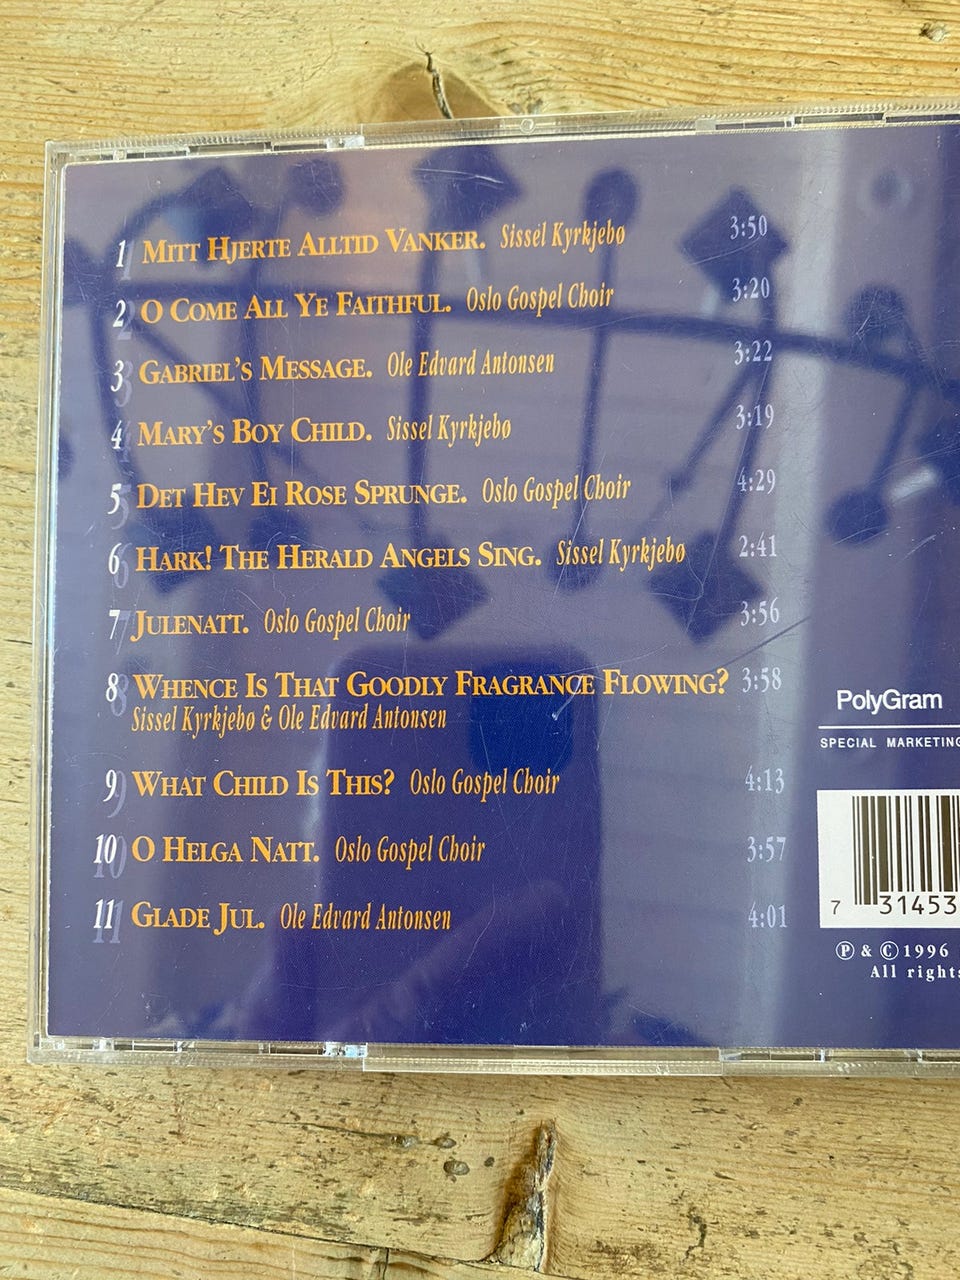 1 MITT HJERTE ALLTID VANKER. Sissel Kyrkjebø 3:50
2 O COME ALL YE FAITHFUL. Oslo Gospel Choir 3:20
3 GABRIEL'S MESSAGE. Ole Edvard Antonsen 3:22
4 MARY'S BOY CHILD. Sissel Kyrkjebø 3:19
5 DET HEV EI ROSE SPRUNGE. Oslo Gospel Choir 4:29
6 HARK! THE HERALD ANGELS SING. Sissel Kyrkjebø 2:41
7 JULENATT. Oslo Gospel Choir 3:56
8 WHENCE IS THAT GOODLY FRAGRANCE FLOWING? 3:58
Sissel Kyrkjebø & Ole Edvard Antonsen
9 WHAT CHILD IS THIS? Oslo Gospel Choir 4:13
10 O HELGA NATT. Oslo Gospel Choir 3:57
11 GLADE JUL. Ole Edvard Antonsen 4:01
PolyGram
SPECIAL MARKETING
7 31453
Ⓟ & ©1996
All rights